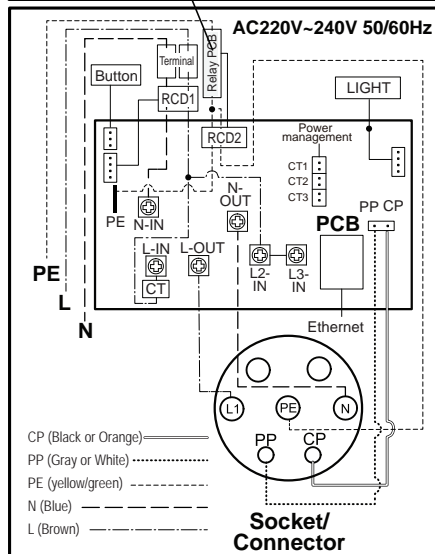 AC220V~240V 50/60Hz
Terminal
Relay PCB
Button
RCD1
LIGHT
RCD2
Power
management
CT1
CT2
CT3
PE
N-IN
N-
OUT
PP CP
PCB
L-IN
L-OUT
CT
L2-
IN
L3-
IN
PE
L
N
Ethernet
L1
PE
N
PP
CP
CP (Black or Orange)
PP (Gray or White)
PE (yellow/green)
N (Blue)
L (Brown)
Socket/
Connector